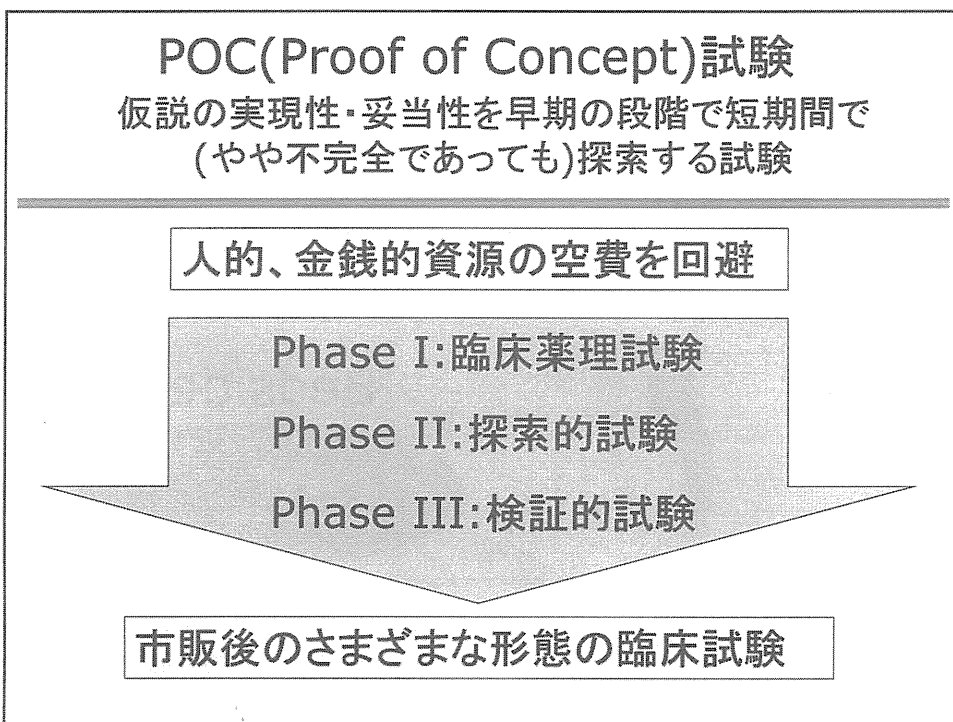 POC(Proof of Concept)試験
仮説の実現性・妥当性を早期の段階で短期間で
(やや不完全であっても)探索する試験
人的、金銭的資源の空費を回避
Phase I:臨床薬理試験
Phase II:探索的試験
Phase III:検証的試験
市販後のさまざまな形態の臨床試験